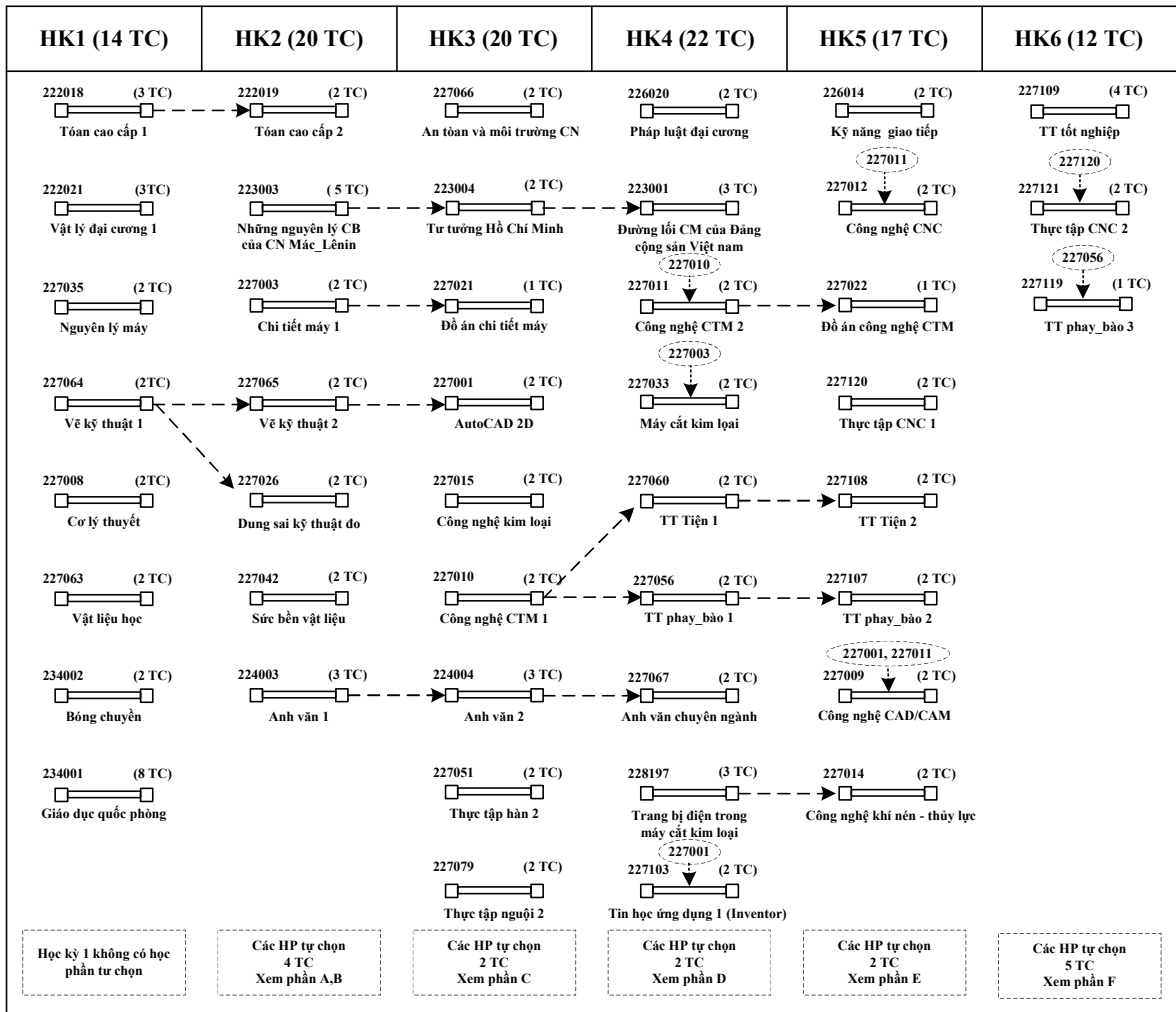 HK1 (14 TC)
HK2 (20 TC)
HK3 (20 TC)
HK4 (22 TC)
HK5 (17 TC)
HK6 (12 TC)
222018 (3 TC)
Tóan cao cấp 1
222021 (3TC)
Vật lý đại cương 1
227035 (2 TC)
Nguyên lý máy
227064 (2TC)
Vẽ kỹ thuật 1
227008 (2TC)
Cơ lý thuyết
227063 (2 TC)
Vật liệu học
234002 (2 TC)
Bóng chuyền
234001 (8 TC)
Giáo dục quốc phòng
Học kỳ 1 không có học
phần tư chọn
222019 (2 TC)
Tóan cao cấp 2
223003 ( 5 TC)
Những nguyên lý CB
của CN Mác_Lênin
227003 (2 TC)
Chi tiết máy 1
227065 (2 TC)
Vẽ kỹ thuật 2
227026 (2 TC)
Dung sai kỹ thuật đo
227042 (2 TC)
Sức bền vật liệu
224003 (3 TC)
Anh văn 1
Các HP tự chọn
4 TC
Xem phần A,B
227066 (2 TC)
An tòan và môi trường CN
223004 (2 TC)
Tư tưởng Hồ Chí Minh
227021 (1 TC)
Đồ án chi tiết máy
227001 (2 TC)
AutoCAD 2D
227015 (2 TC)
Công nghệ kim loại
227010 (2 TC)
Công nghệ CTM 1
224004 (3 TC)
Anh văn 2
227051 (2 TC)
Thực tập hàn 2
227079 (2 TC)
Thực tập nguội 2
Các HP tự chọn
2 TC
Xem phần C
226020 (2 TC)
Pháp luật đại cương
223001 (3 TC)
Đường lối CM của Đảng
cộng sản Việt nam
227010
227011 (2 TC)
Công nghệ CTM 2
227003
227033 (2 TC)
Máy cắt kim lọai
227060 (2 TC)
TT Tiện 1
227056 (2 TC)
TT phay_bào 1
227067 (2 TC)
Anh văn chuyên ngành
228197 (3 TC)
Trang bị điện trong
máy cắt kim loại
227001
227103 (2 TC)
Tin học ứng dụng 1 (Inventor)
Các HP tự chọn
2 TC
Xem phần D
226014 (2 TC)
Kỹ năng giao tiếp
227011
227012 (2 TC)
Công nghệ CNC
227022 (1 TC)
Đồ án công nghệ CTM
227120 (2 TC)
Thực tập CNC 1
227108 (2 TC)
TT Tiện 2
227107 (2 TC)
TT phay_bào 2
227001, 227011
227009 (2 TC)
Công nghệ CAD/CAM
227014 (2 TC)
Công nghệ khí nén - thủy lực
Các HP tự chọn
2 TC
Xem phần E
227109 (4 TC)
TT tốt nghiệp
227120
227121 (2 TC)
Thực tập CNC 2
227056
227119 (1 TC)
TT phay_bào 3
Các HP tự chọn
5 TC
Xem phần F